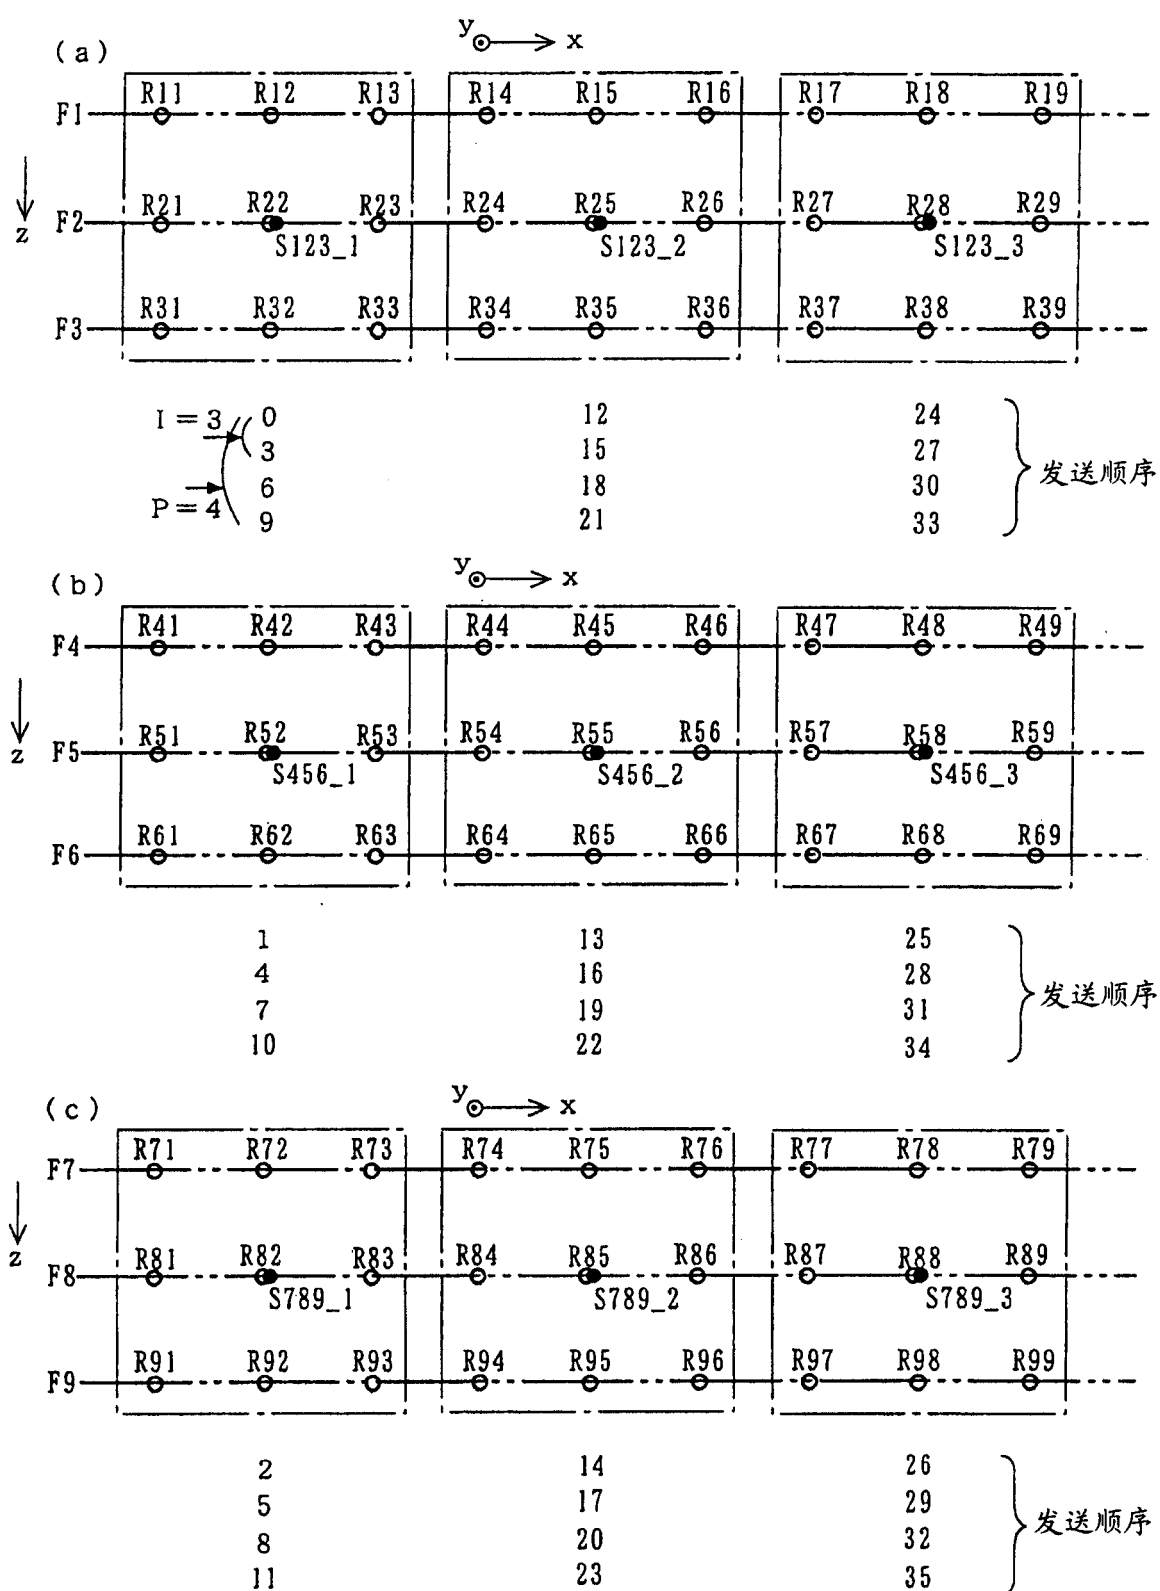 (a)
y x
R11 R12 R13 R14 R15 R16 R17 R18 R19
F1
R21 R22 R23 R24 R25 R26 R27 R28 R29
F2
z
S123_1 S123_2 S123_3
R31 R32 R33 R34 R35 R36 R37 R38 R39
F3
I=3 0 12 24
3 15 27
发送顺序
6 18 30
P=4 9 21 33
(b)
y x
R41 R42 R43 R44 R45 R46 R47 R48 R49
F4
R51 R52 R53 R54 R55 R56 R57 R58 R59
z F5
S456_1 S456_2 S456_3
R61 R62 R63 R64 R65 R66 R67 R68 R69
F6
1 13 25
4 16 28
发送顺序
7 19 31
10 22 34
(c)
y x
R71 R72 R73 R74 R75 R76 R77 R78 R79
F7
R81 R82 R83 R84 R85 R86 R87 R88 R89
z F8
S789_1 S789_2 S789_3
R91 R92 R93 R94 R95 R96 R97 R98 R99
F9
2 14 26
5 17 29
发送顺序
8 20 32
11 23 35